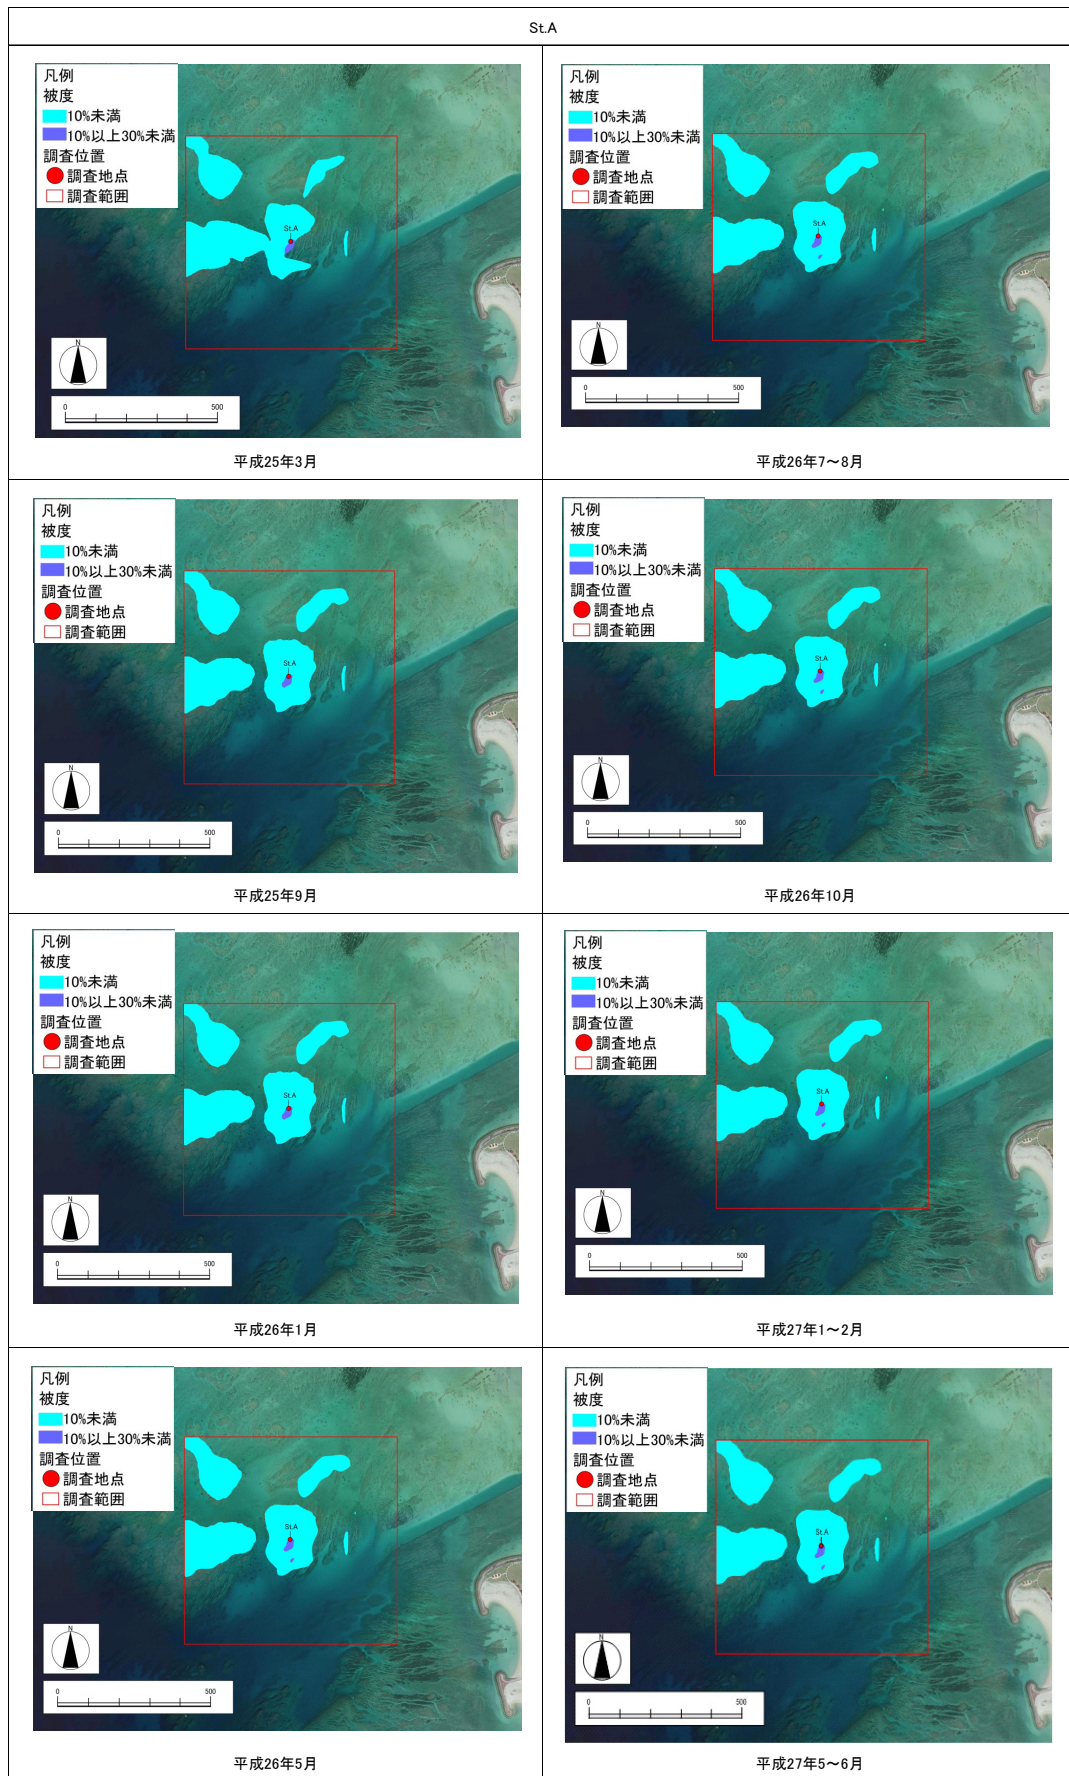 St.A
凡例
被度
10%未満
10%以上30%未満
調査位置
調査地点
調査範囲
St.A
N
0 500
平成25年3月
凡例
被度
10%未満
10%以上30%未満
調査位置
調査地点
調査範囲
St.A
N
0 500
平成26年7～8月
凡例
被度
10%未満
10%以上30%未満
調査位置
調査地点
調査範囲
St.A
N
0 500
平成25年9月
凡例
被度
10%未満
10%以上30%未満
調査位置
調査地点
調査範囲
St.A
N
0 500
平成26年10月
凡例
被度
10%未満
10%以上30%未満
調査位置
調査地点
調査範囲
St.A
N
0 500
平成26年1月
凡例
被度
10%未満
10%以上30%未満
調査位置
調査地点
調査範囲
St.A
N
0 500
平成27年1～2月
凡例
被度
10%未満
10%以上30%未満
調査位置
調査地点
調査範囲
St.A
N
0 500
平成26年5月
凡例
被度
10%未満
10%以上30%未満
調査位置
調査地点
調査範囲
St.A
N
0 500
平成27年5～6月